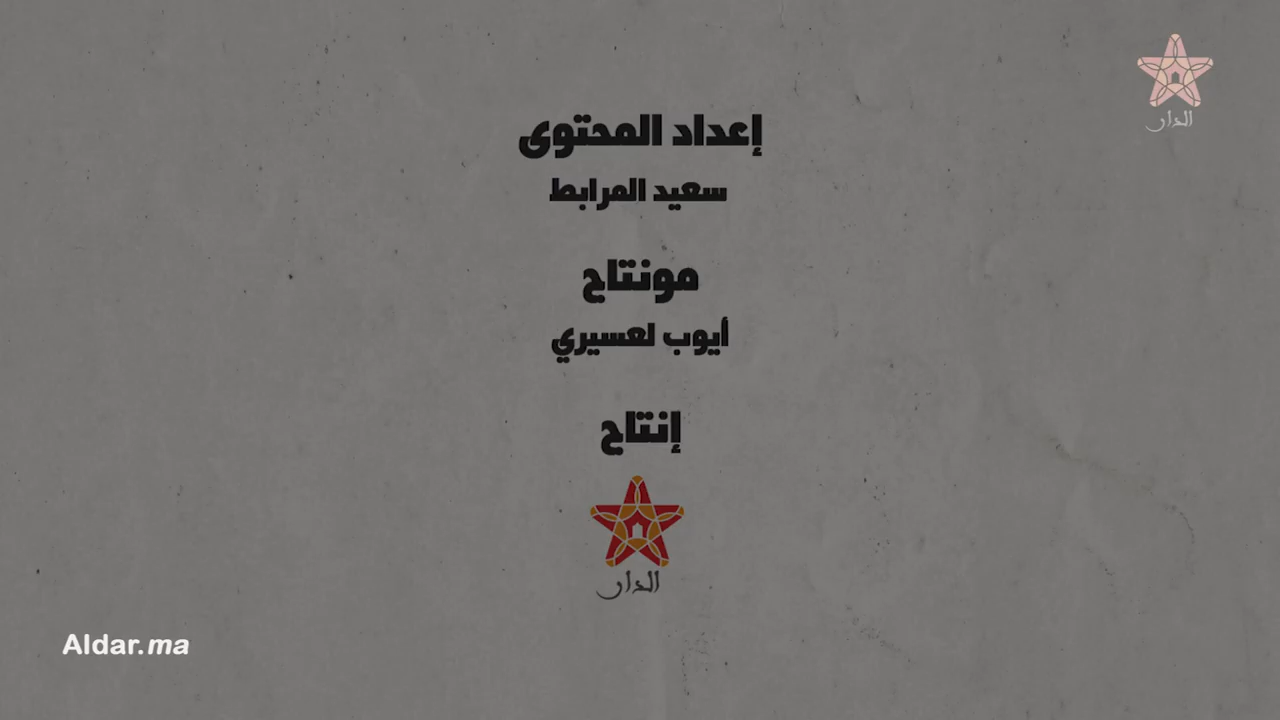 الدار
إعداد المحتوى
سعيد المرابط
مونتاج
أيوب لعسيري
إنتاج
الدار
Aldar.ma